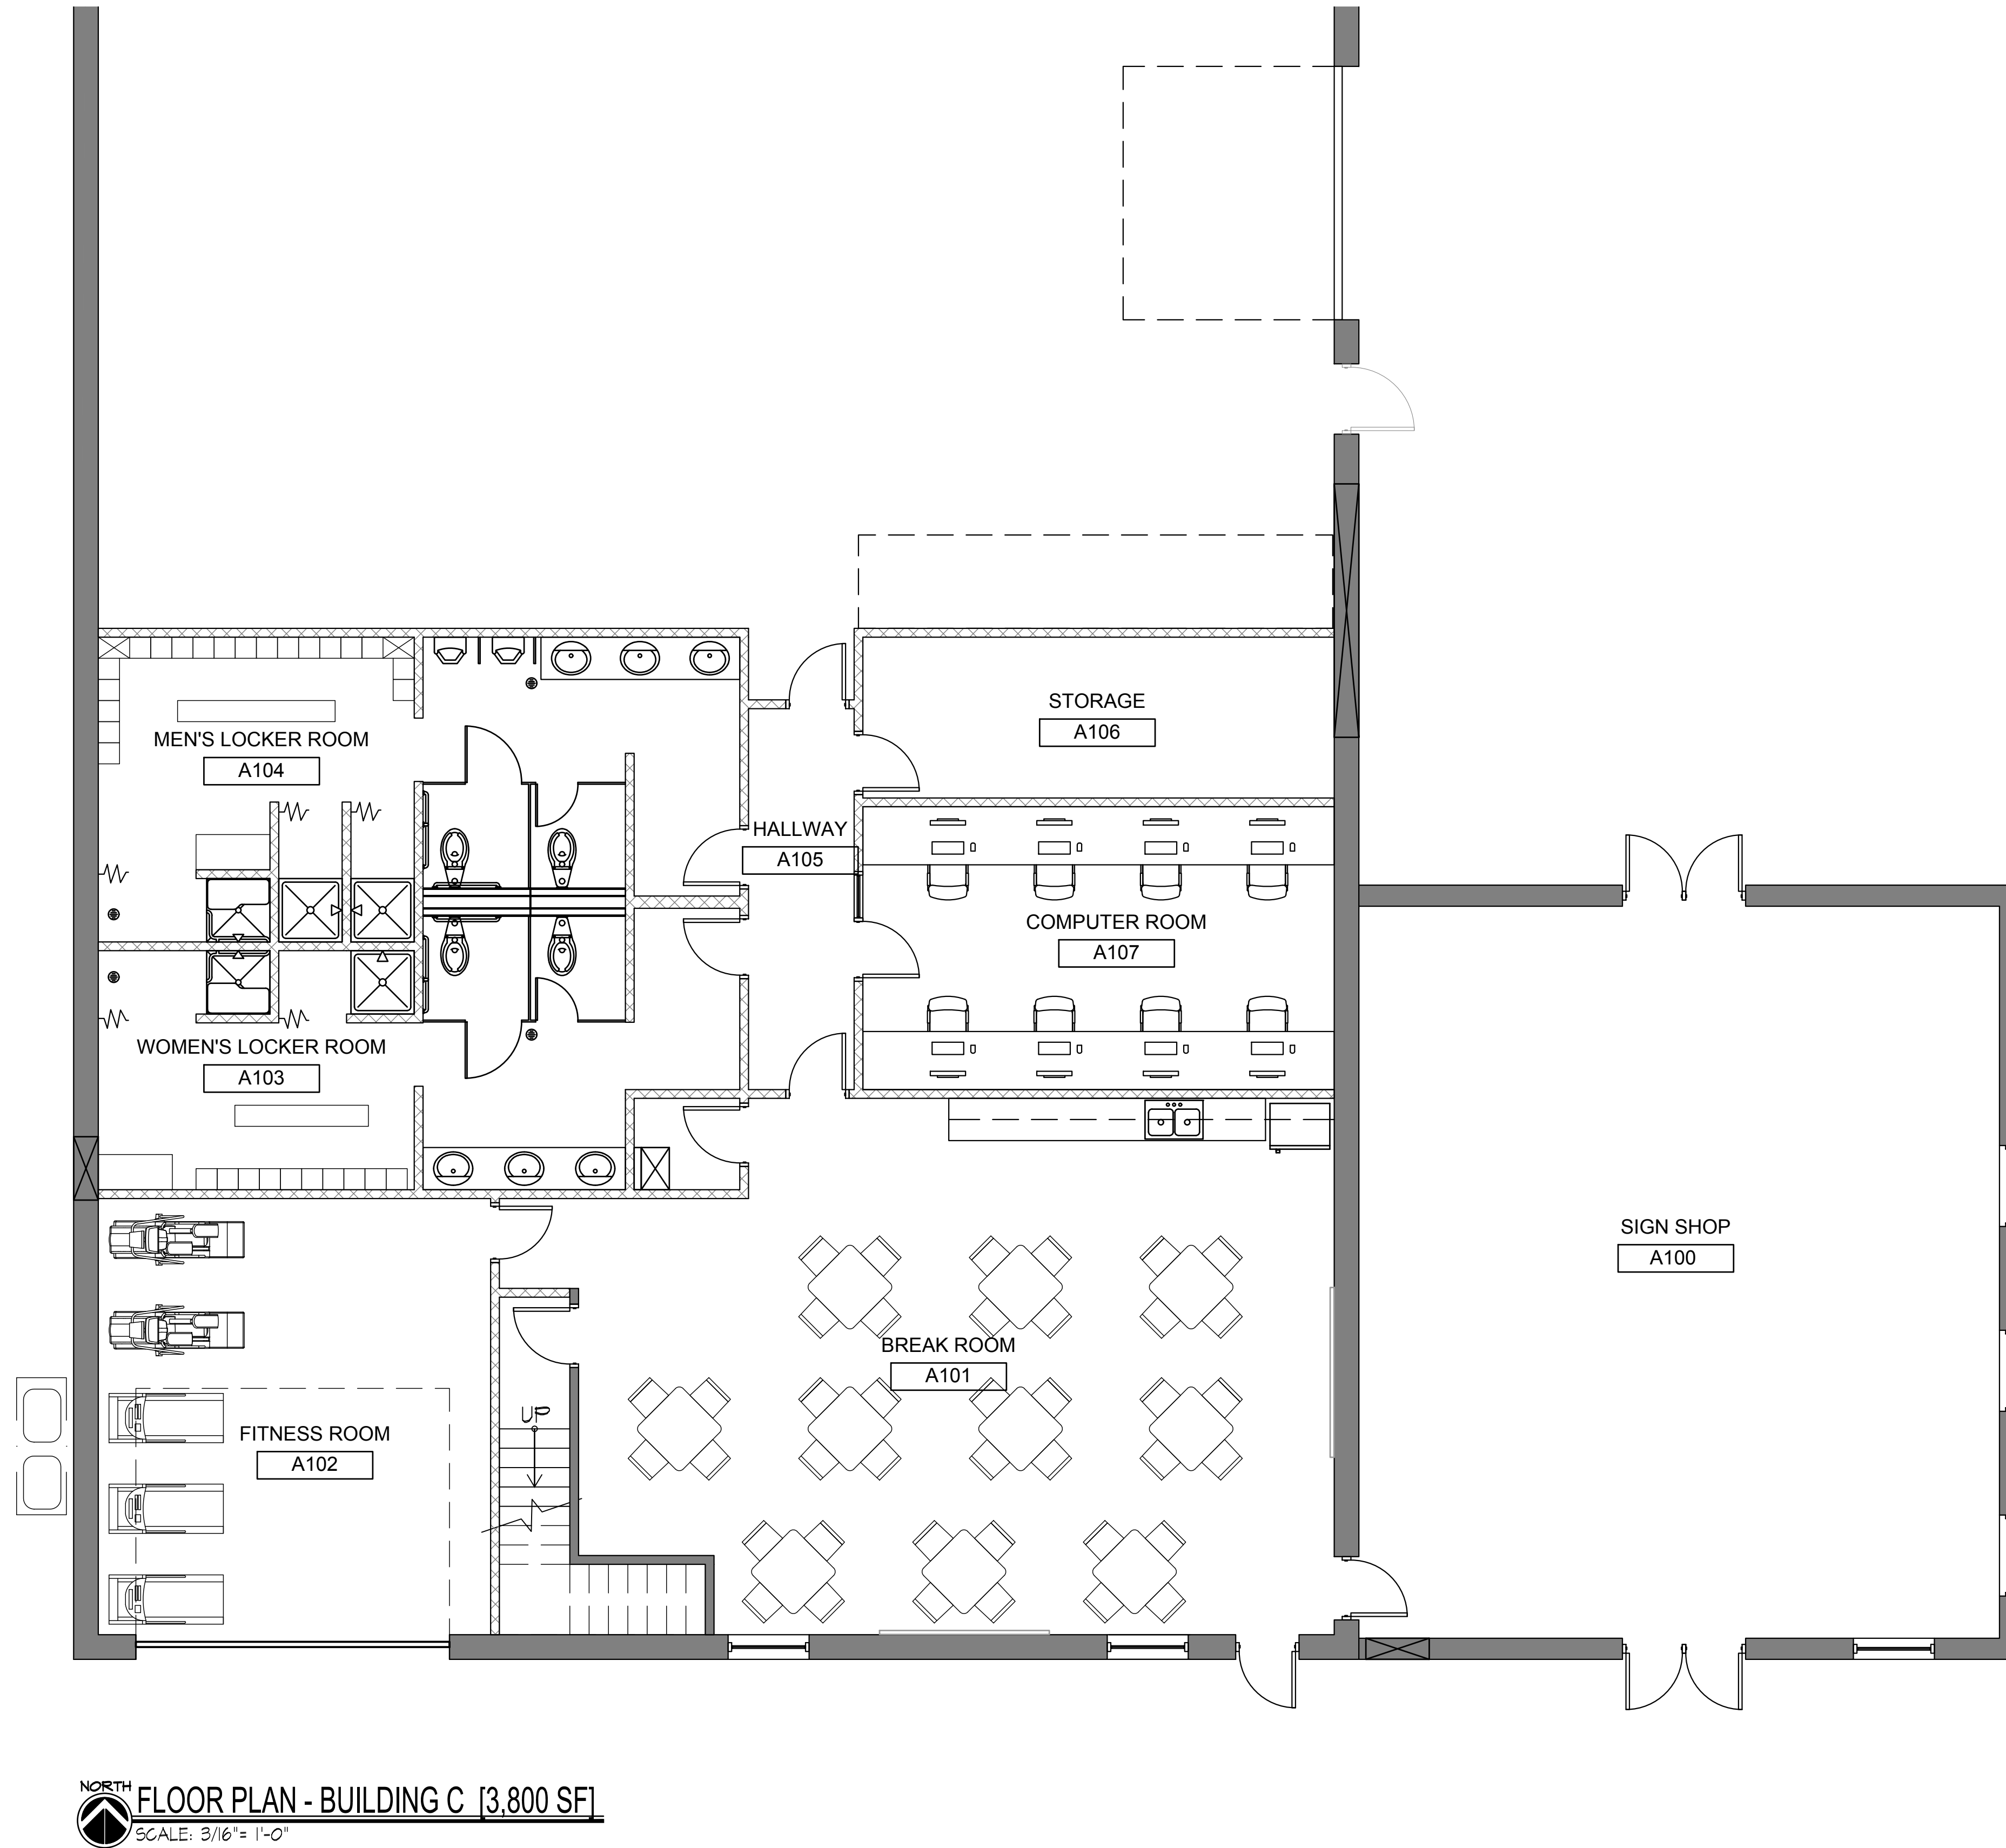 STORAGE
A106
MEN'S LOCKER ROOM
A104
HALLWAY
A105
COMPUTER ROOM
A107
WOMEN'S LOCKER ROOM
A103
SIGN SHOP
A100
BREAK ROOM
A101
UP
FITNESS ROOM
A102
NORTH
FLOOR PLAN - BUILDING C [3,800 SF]
SCALE: 3/16"= 1'-0"